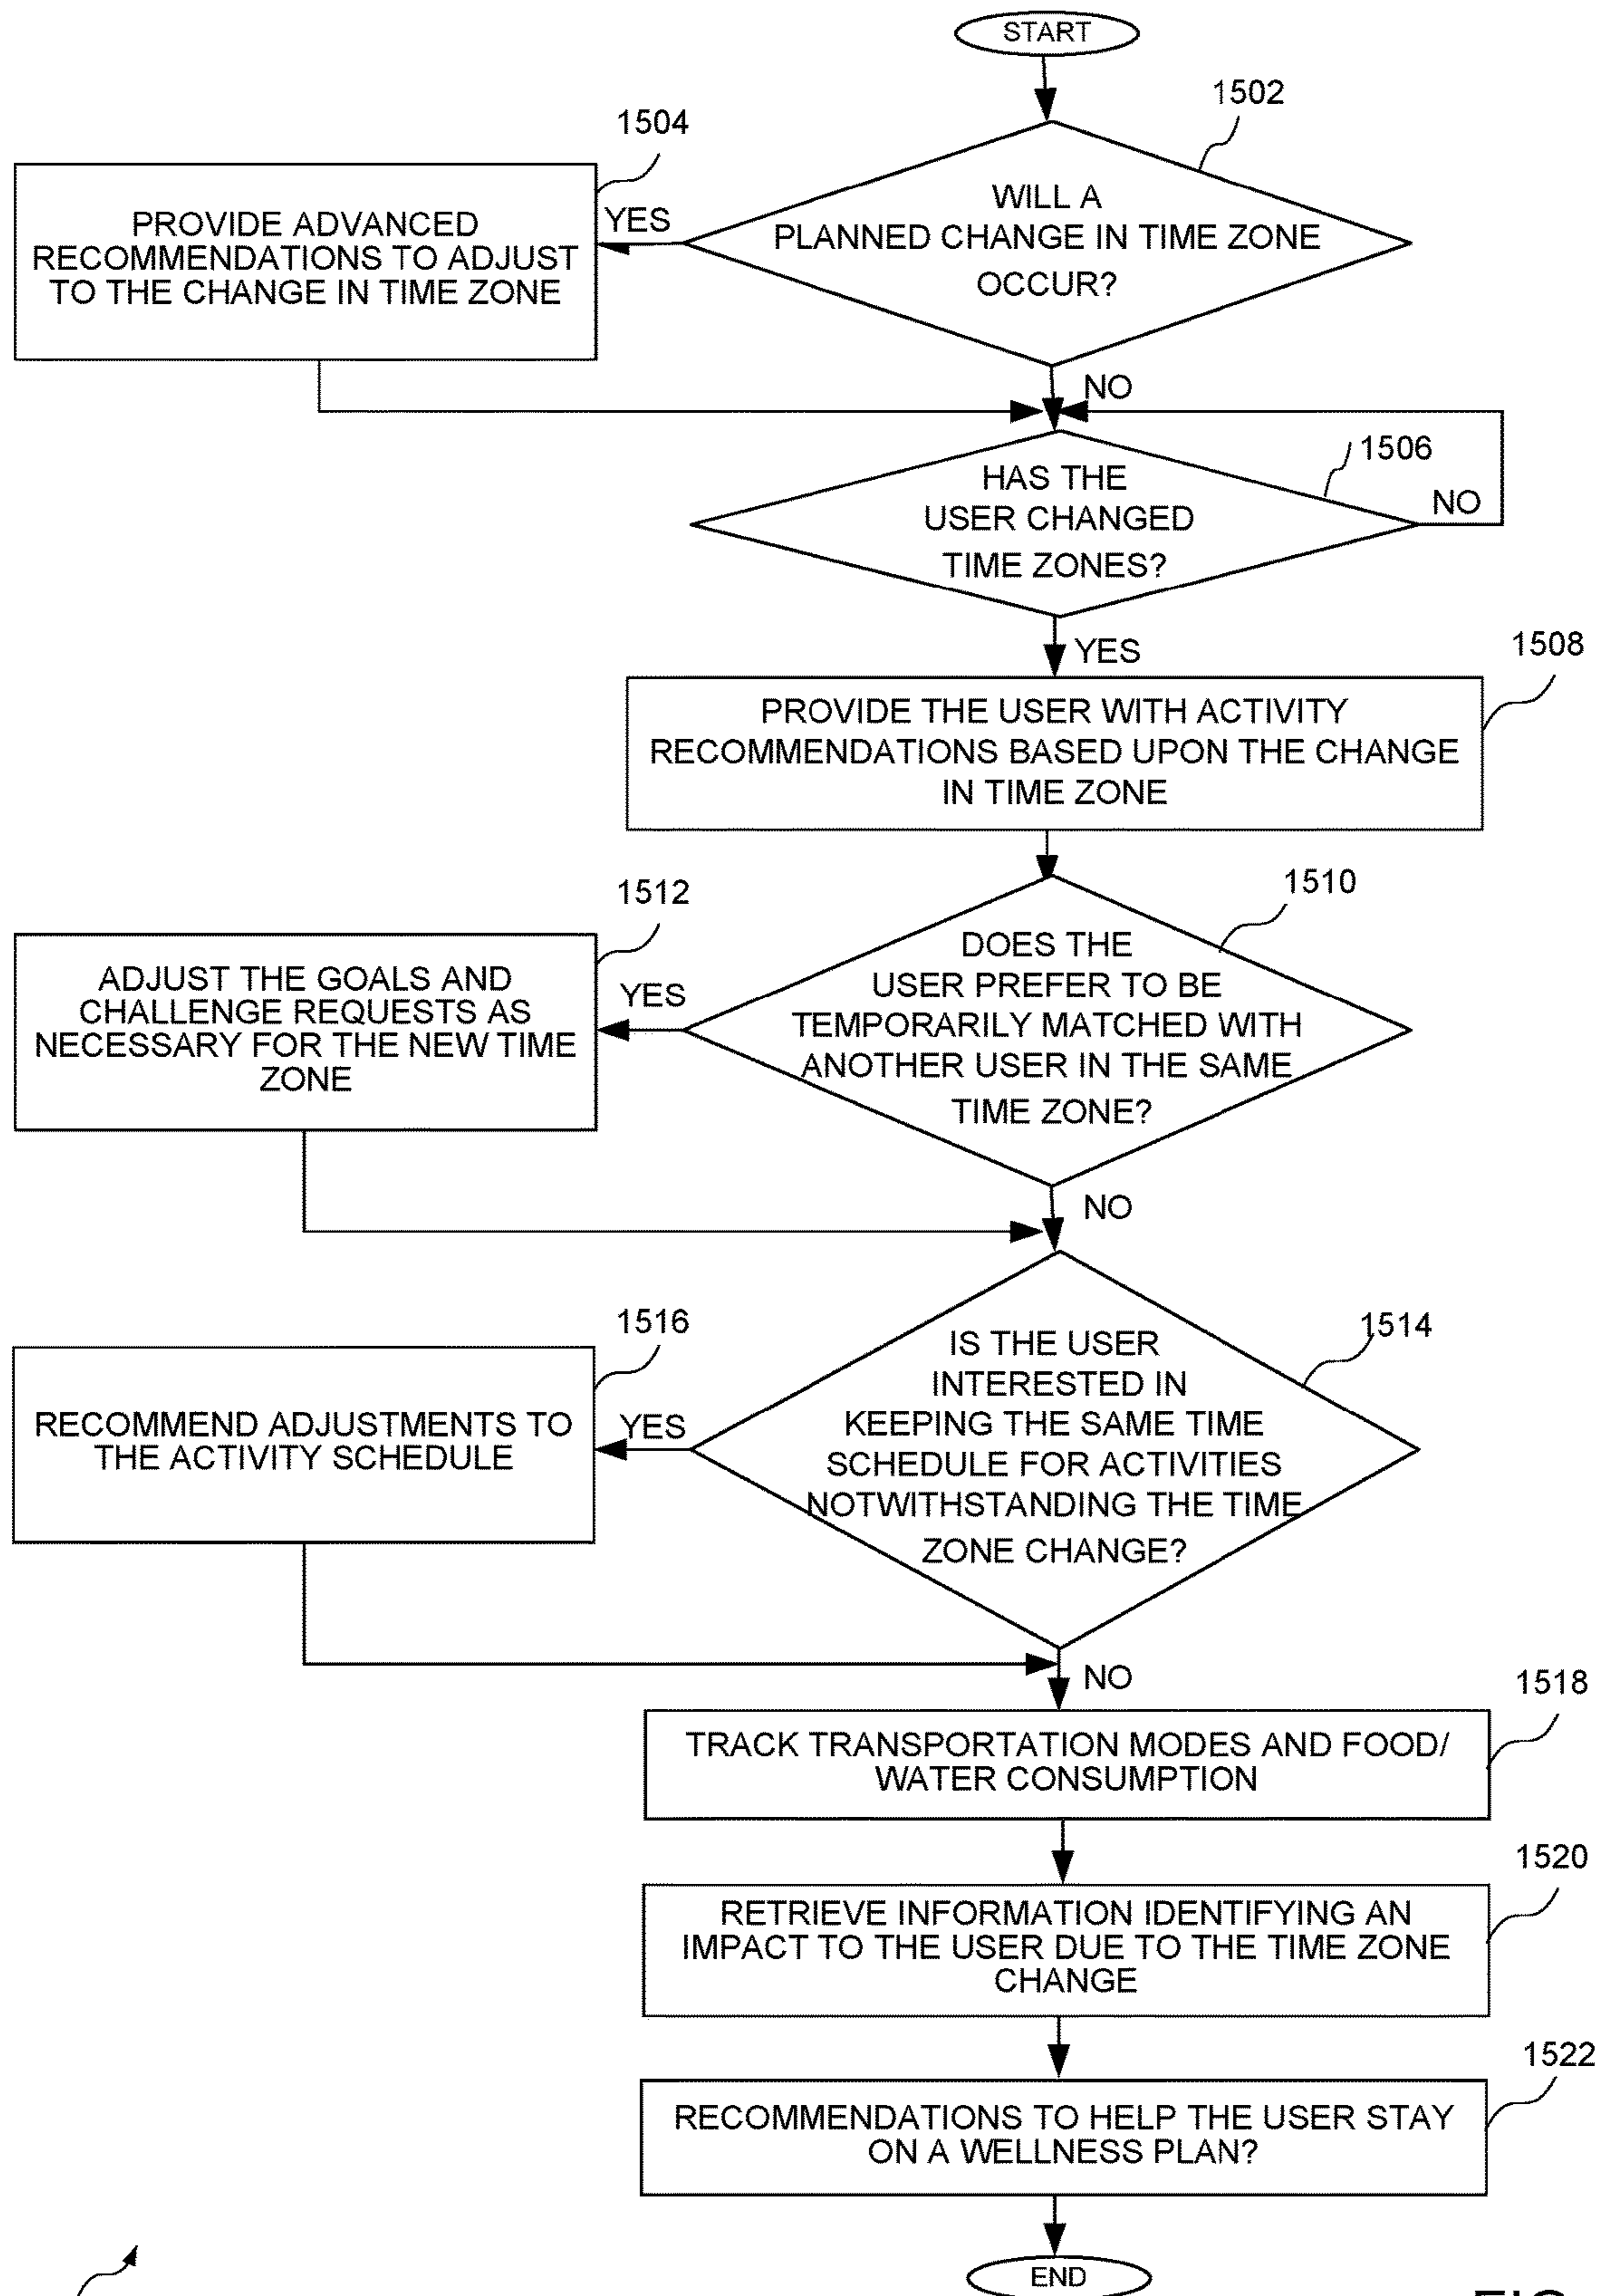 START
1502
WILL A
PLANNED CHANGE IN TIME ZONE
OCCUR?
1504
YES
PROVIDE ADVANCED
RECOMMENDATIONS TO ADJUST
TO THE CHANGE IN TIME ZONE
NO
1506
HAS THE
USER CHANGED
TIME ZONES?
NO
YES
1508
PROVIDE THE USER WITH ACTIVITY
RECOMMENDATIONS BASED UPON THE CHANGE
IN TIME ZONE
1510
DOES THE
USER PREFER TO BE
TEMPORARILY MATCHED WITH
ANOTHER USER IN THE SAME
TIME ZONE?
1512
YES
ADJUST THE GOALS AND
CHALLENGE REQUESTS AS
NECESSARY FOR THE NEW TIME
ZONE
NO
1514
IS THE USER
INTERESTED IN
KEEPING THE SAME TIME
SCHEDULE FOR ACTIVITIES
NOTWITHSTANDING THE TIME
ZONE CHANGE?
1516
YES
RECOMMEND ADJUSTMENTS TO
THE ACTIVITY SCHEDULE
NO
1518
TRACK TRANSPORTATION MODES AND FOOD/
WATER CONSUMPTION
1520
RETRIEVE INFORMATION IDENTIFYING AN
IMPACT TO THE USER DUE TO THE TIME ZONE
CHANGE
1522
RECOMMENDATIONS TO HELP THE USER STAY
ON A WELLNESS PLAN?
END